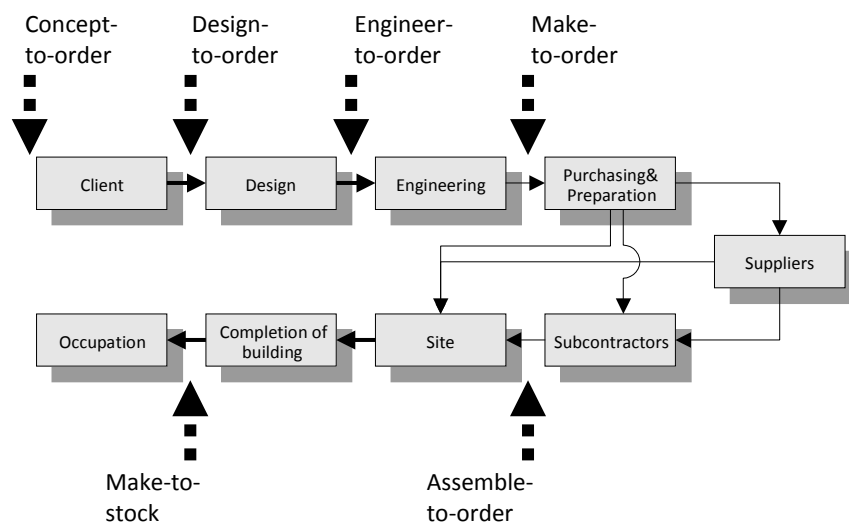 Concept-
to-order
Design-
to-order
Engineer-
to-order
Make-
to-order
Client
Design
Engineering
Purchasing&
Preparation
Suppliers
Occupation
Completion of
building
Site
Subcontractors
Make-to-
stock
Assemble-
to-order